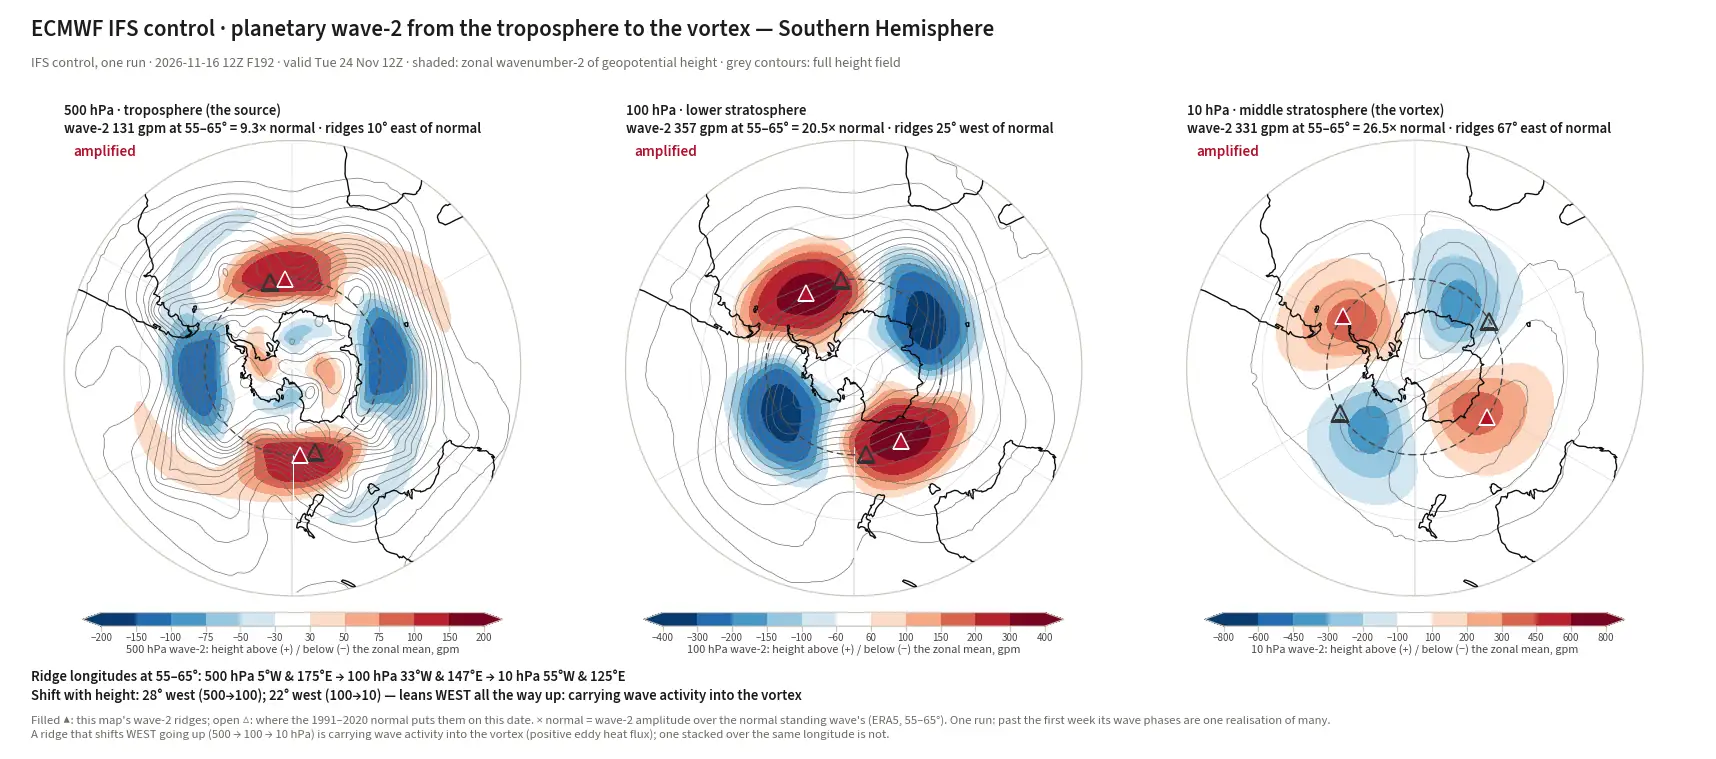 ECMWF IFS control · planetary wave-2 from the troposphere to the vortex — Southern Hemisphere
IFS control, one run · 2026-11-16 12Z F192 · valid Tue 24 Nov 12Z · shaded: zonal wavenumber-2 of geopotential height · grey contours: full height field
500 hPa · troposphere (the source)
wave-2 131 gpm at 55–65° = 9.3× normal · ridges 10° east of normal
amplified
100 hPa · lower stratosphere
wave-2 357 gpm at 55–65° = 20.5× normal · ridges 25° west of normal
amplified
10 hPa · middle stratosphere (the vortex)
wave-2 331 gpm at 55–65° = 26.5× normal · ridges 67° east of normal
amplified
−200 −150 −100 −75 −50 −30 30 50 75 100 150 200
500 hPa wave-2: height above (+) / below (−) the zonal mean, gpm
−400 −300 −200 −150 −100 −60 60 100 150 200 300 400
100 hPa wave-2: height above (+) / below (−) the zonal mean, gpm
−800 −600 −450 −300 −200 −100 100 200 300 450 600 800
10 hPa wave-2: height above (+) / below (−) the zonal mean, gpm
Ridge longitudes at 55–65°: 500 hPa 5°W & 175°E → 100 hPa 33°W & 147°E → 10 hPa 55°W & 125°E
Shift with height: 28° west (500→100); 22° west (100→10) — leans WEST all the way up: carrying wave activity into the vortex
Filled ▲: this map's wave-2 ridges; open △: where the 1991–2020 normal puts them on this date. × normal = wave-2 amplitude over the normal standing wave's (ERA5, 55–65°). One run: past the first week its wave phases are one realisation of many.
A ridge that shifts WEST going up (500 → 100 → 10 hPa) is carrying wave activity into the vortex (positive eddy heat flux); one stacked over the same longitude is not.